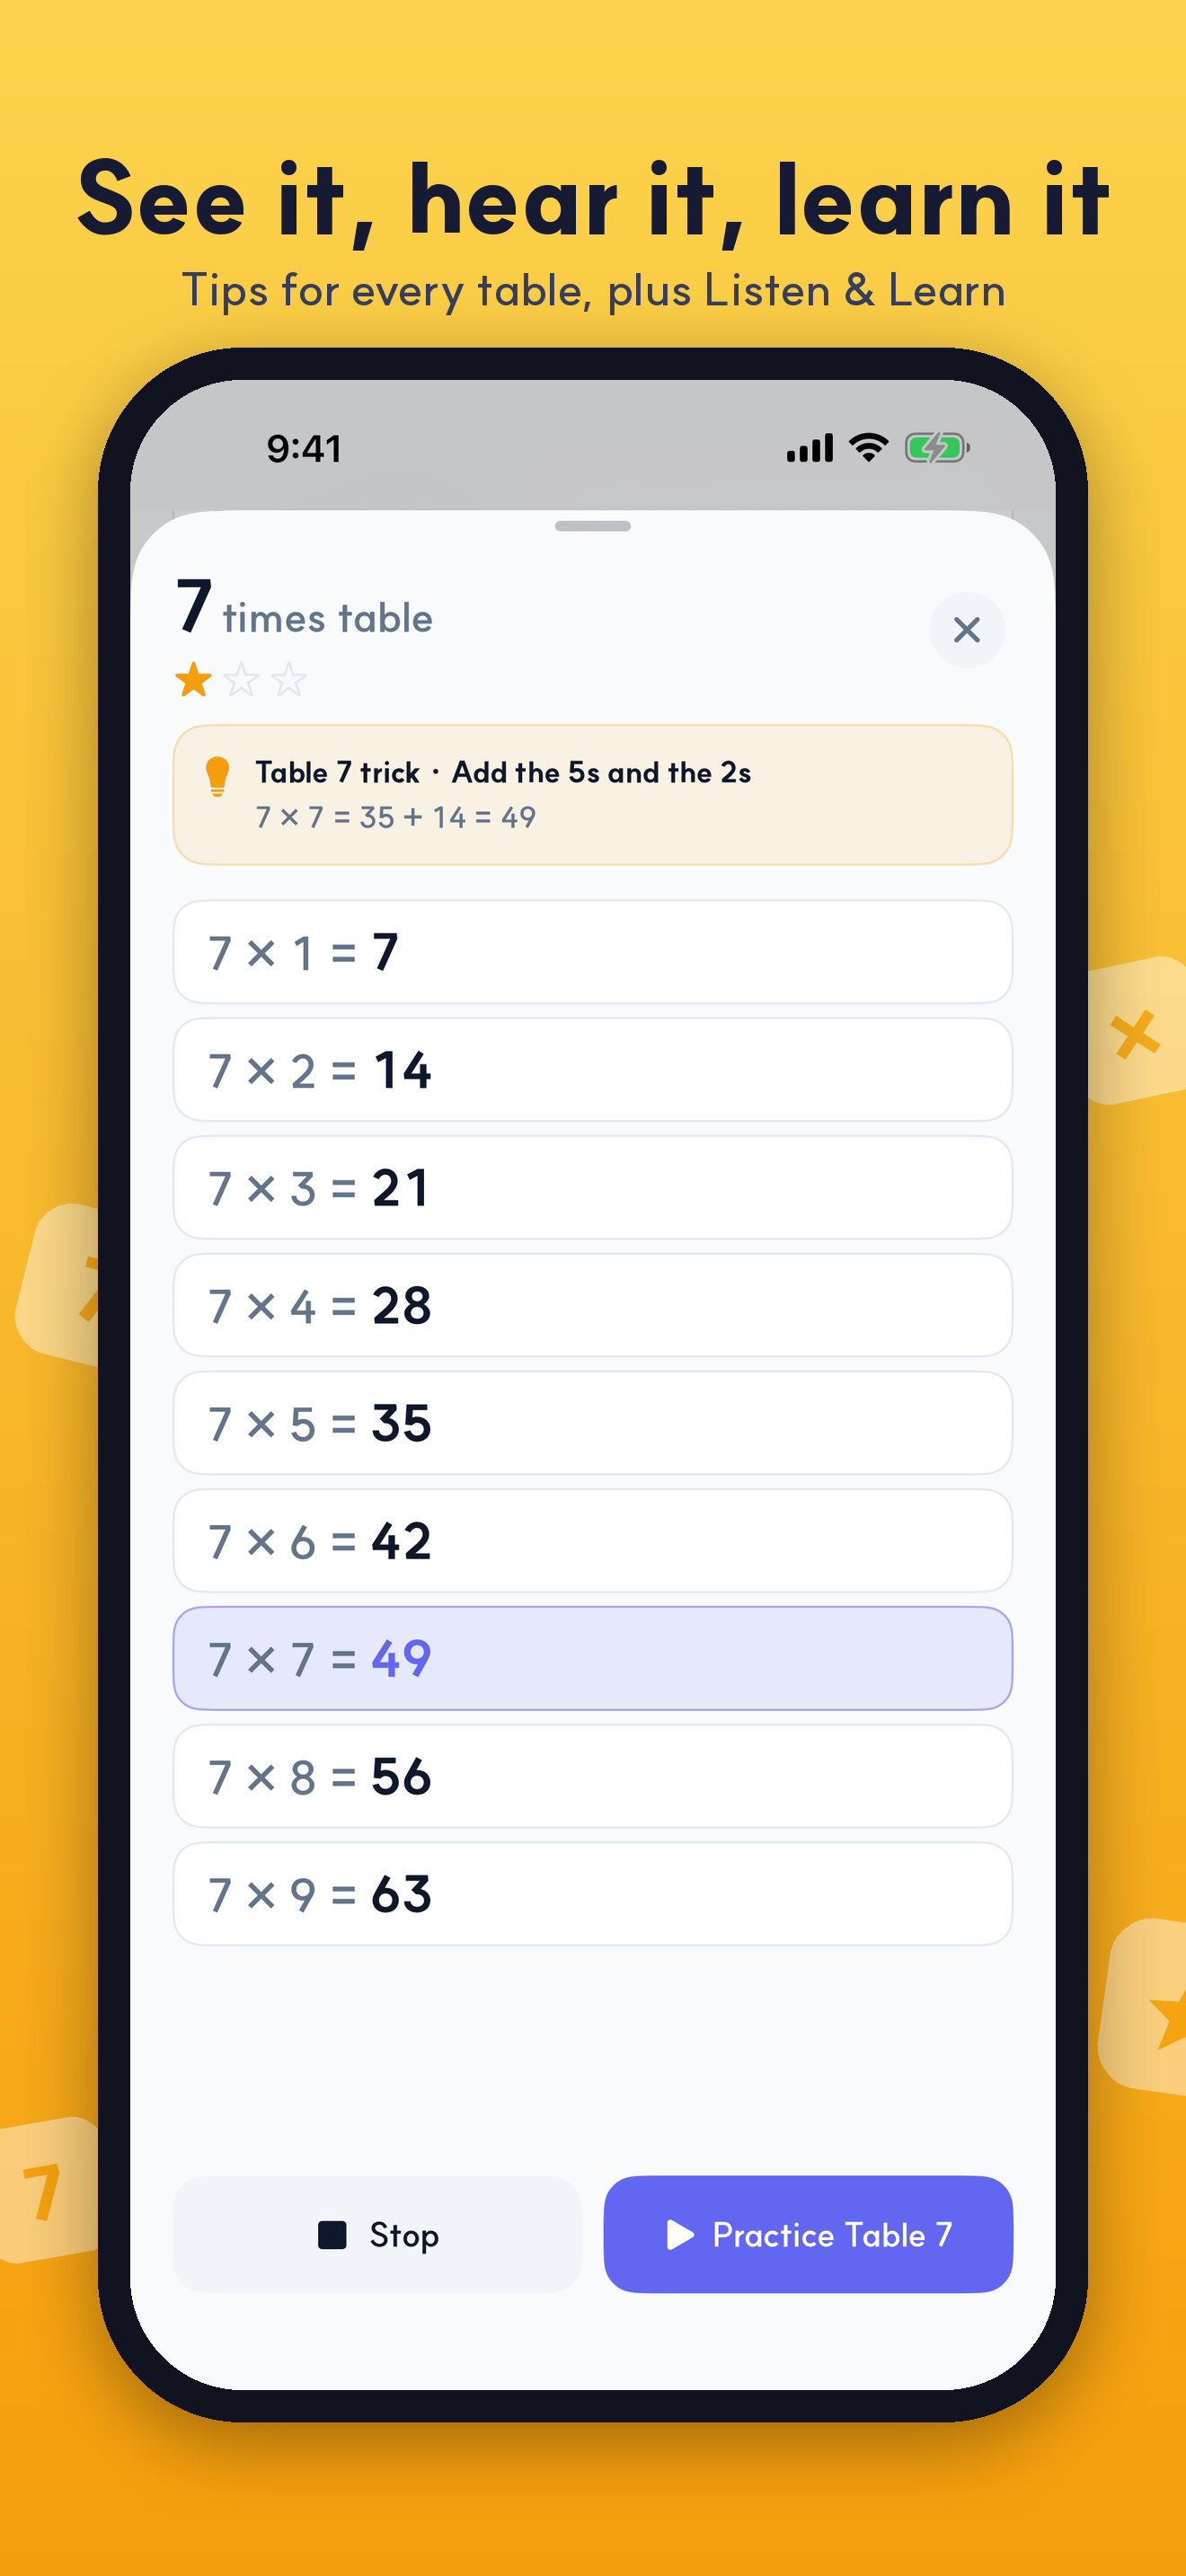 See it, hear it, learn it
Tips for every table, plus Listen & Learn
9:41
7 times table
Table 7 trick · Add the 5s and the 2s
7 × 7 = 35 + 14 = 49
7 × 1 = 7
7 × 2 = 14
7 × 3 = 21
7 × 4 = 28
7 × 5 = 35
7 × 6 = 42
7 × 7 = 49
7 × 8 = 56
7 × 9 = 63
×
7
7
Stop
Practice Table 7